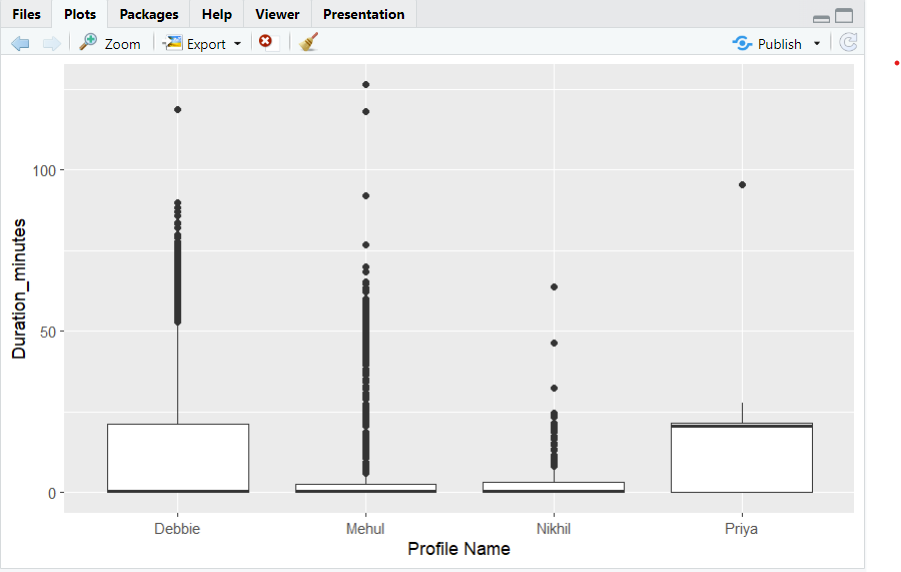 Files Plots Packages Help Viewer Presentation
Zoom Export Publish
100
50
0
Duration_minutes
Debbie Mehul Nikhil Priya
Profile Name